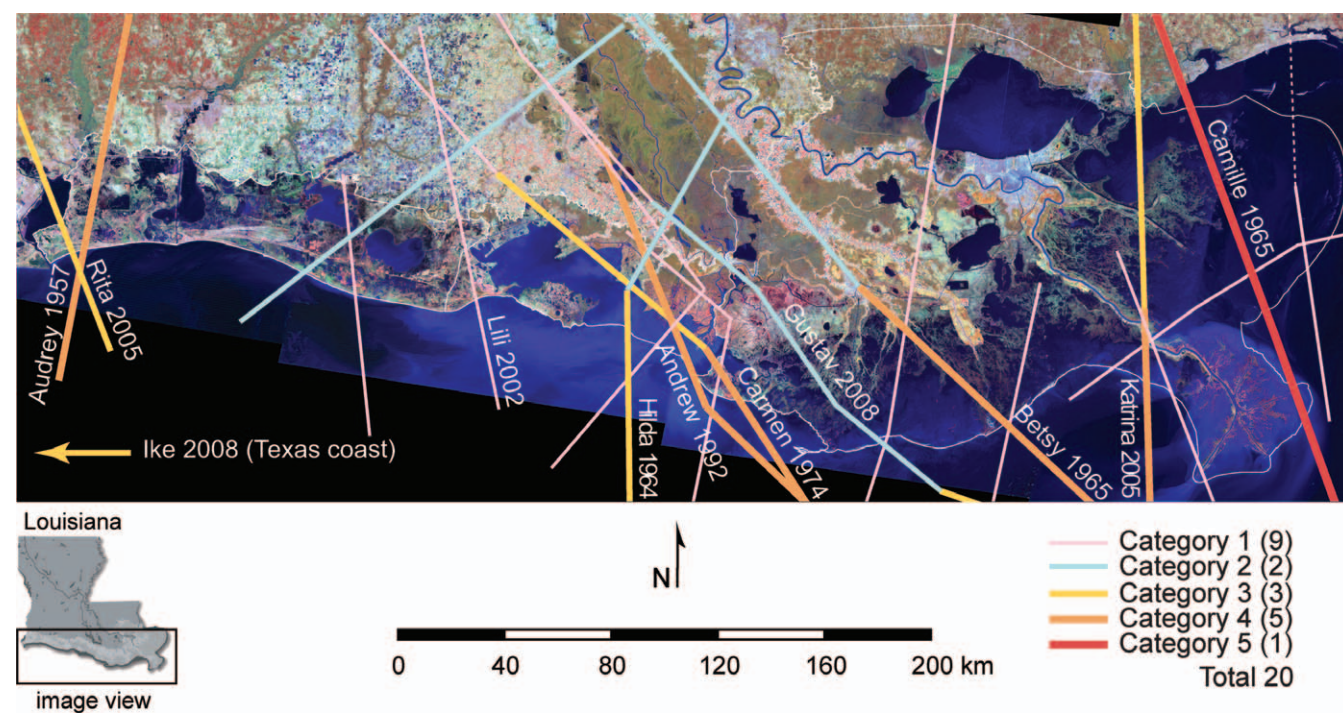 Camille 1965
Audrey 1957
Rita 2005
Lili 2002
Hilda 1964
Andrew 1992
Carmen 1974
Gustav 2008
Betsy 1965
Katrina 2005
Ike 2008 (Texas coast)
Louisiana
image view
N
0 40 80 120 160 200 km
Category 1 (9)
Category 2 (2)
Category 3 (3)
Category 4 (5)
Category 5 (1)
Total 20